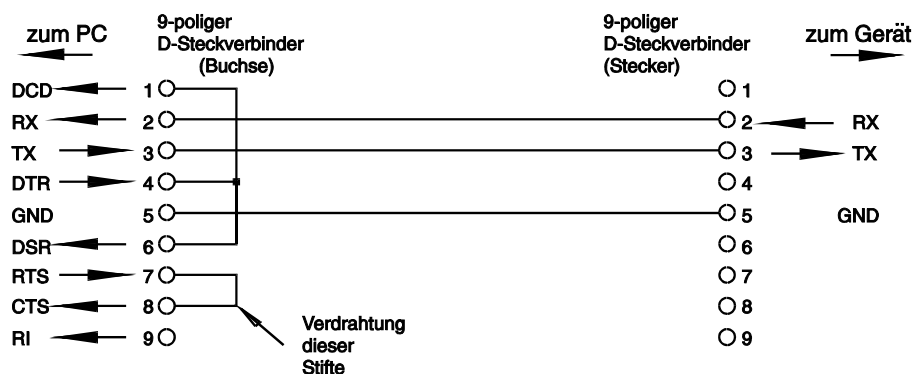 zum PC
9-poliger
D-Steckverbinder
(Buchse)
9-poliger
D-Steckverbinder
(Stecker)
zum Gerät
DCD 1 1
RX 2 2 RX
TX 3 3 TX
DTR 4 4
GND 5 5 GND
DSR 6 6
RTS 7 7
CTS 8 8
RI 9 9
Verdrahtung
dieser
Stifte